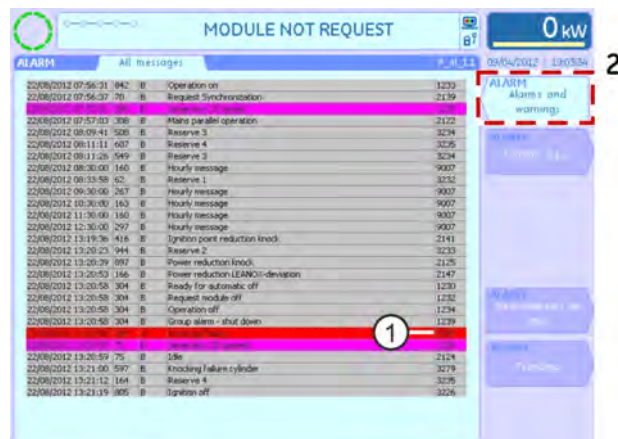 MODULE NOT REQUEST
0 kW
ALARM All messages P_Al_1.1 09/04/2012 19:03:54
2
ALARM
Alarms and
warnings
22/08/2012 07:56:31 842 B Operation on 1233
22/08/2012 07:56:37 70 B Request Synchronization 2139
22/08/2012 07:57:03 308 B Mains parallel operation 2122
22/08/2012 08:09:41 508 B Reserve 3 3234
22/08/2012 08:11:11 607 B Reserve 4 3235
22/08/2012 08:11:26 549 B Reserve 3 3234
22/08/2012 08:30:00 160 B Hourly message 9007
22/08/2012 08:33:58 62 B Reserve 1 3232
22/08/2012 09:30:00 267 B Hourly message 9007
22/08/2012 10:30:00 163 B Hourly message 9007
22/08/2012 11:30:00 160 B Hourly message 9007
22/08/2012 12:30:00 297 B Hourly message 9007
22/08/2012 13:19:36 416 B Ignition point reduction knock 2141
22/08/2012 13:20:23 944 B Reserve 2 3233
22/08/2012 13:20:39 897 B Power reduction knock 2125
22/08/2012 13:20:53 166 B Power reduction LEANOX-deviation 2147
22/08/2012 13:20:58 304 B Ready for automatic off 1230
22/08/2012 13:20:58 304 B Request module off 1232
22/08/2012 13:20:58 304 B Operation off 1234
22/08/2012 13:20:58 304 B Group alarm - shut down 1239
1
22/08/2012 13:20:59 75 B Idle 2124
22/08/2012 13:21:00 597 B Knocking failure cylinder 3279
22/08/2012 13:21:12 164 B Reserve 4 3235
22/08/2012 13:21:19 805 B Ignition off 3226